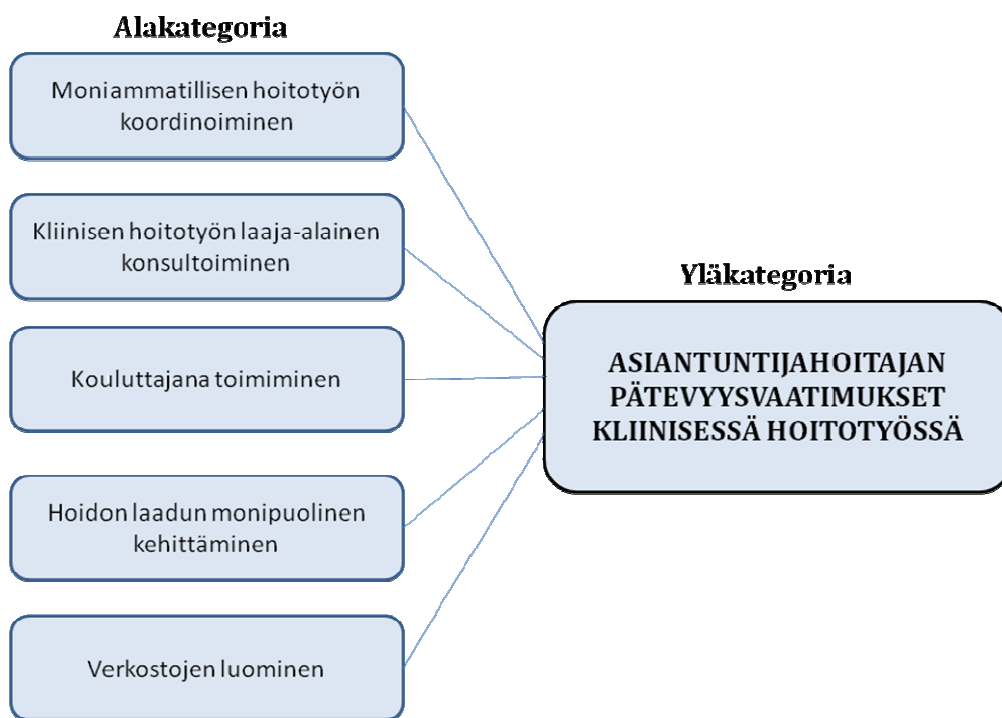 Alakategoria
Moniammatillisen hoitotyön
koordinoiminen
Kliinisen hoitotyön laaja-alainen
konsultoiminen
Kouluttajana toimiminen
Hoidon laadun monipuolinen
kehittäminen
Verkostojen luominen
Yläkategoria
ASIANTUNTIJAHOITAJAN
PÄTEVYYSVAATIMUKSET
KLIINISESSÄ HOITOTYÖSSÄ